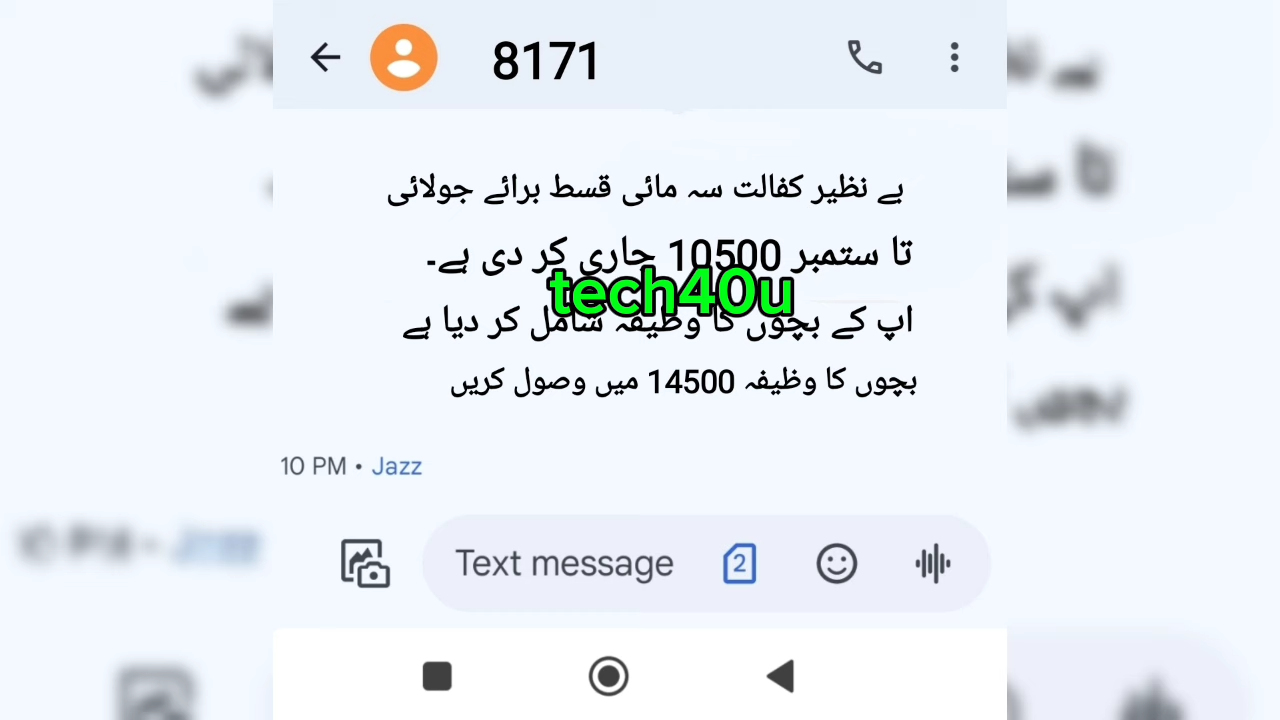 8171
بے نظیر کفالت سہ مائی قسط برائے جولائی
تا ستمبر 10500 جاری کر دی ہے۔
tech40u
اپ کے بچوں کا وظیفہ شامل کر دیا ہے
بچوں کا وظیفہ 14500 میں وصول کریں
10 PM • Jazz
Text message
2